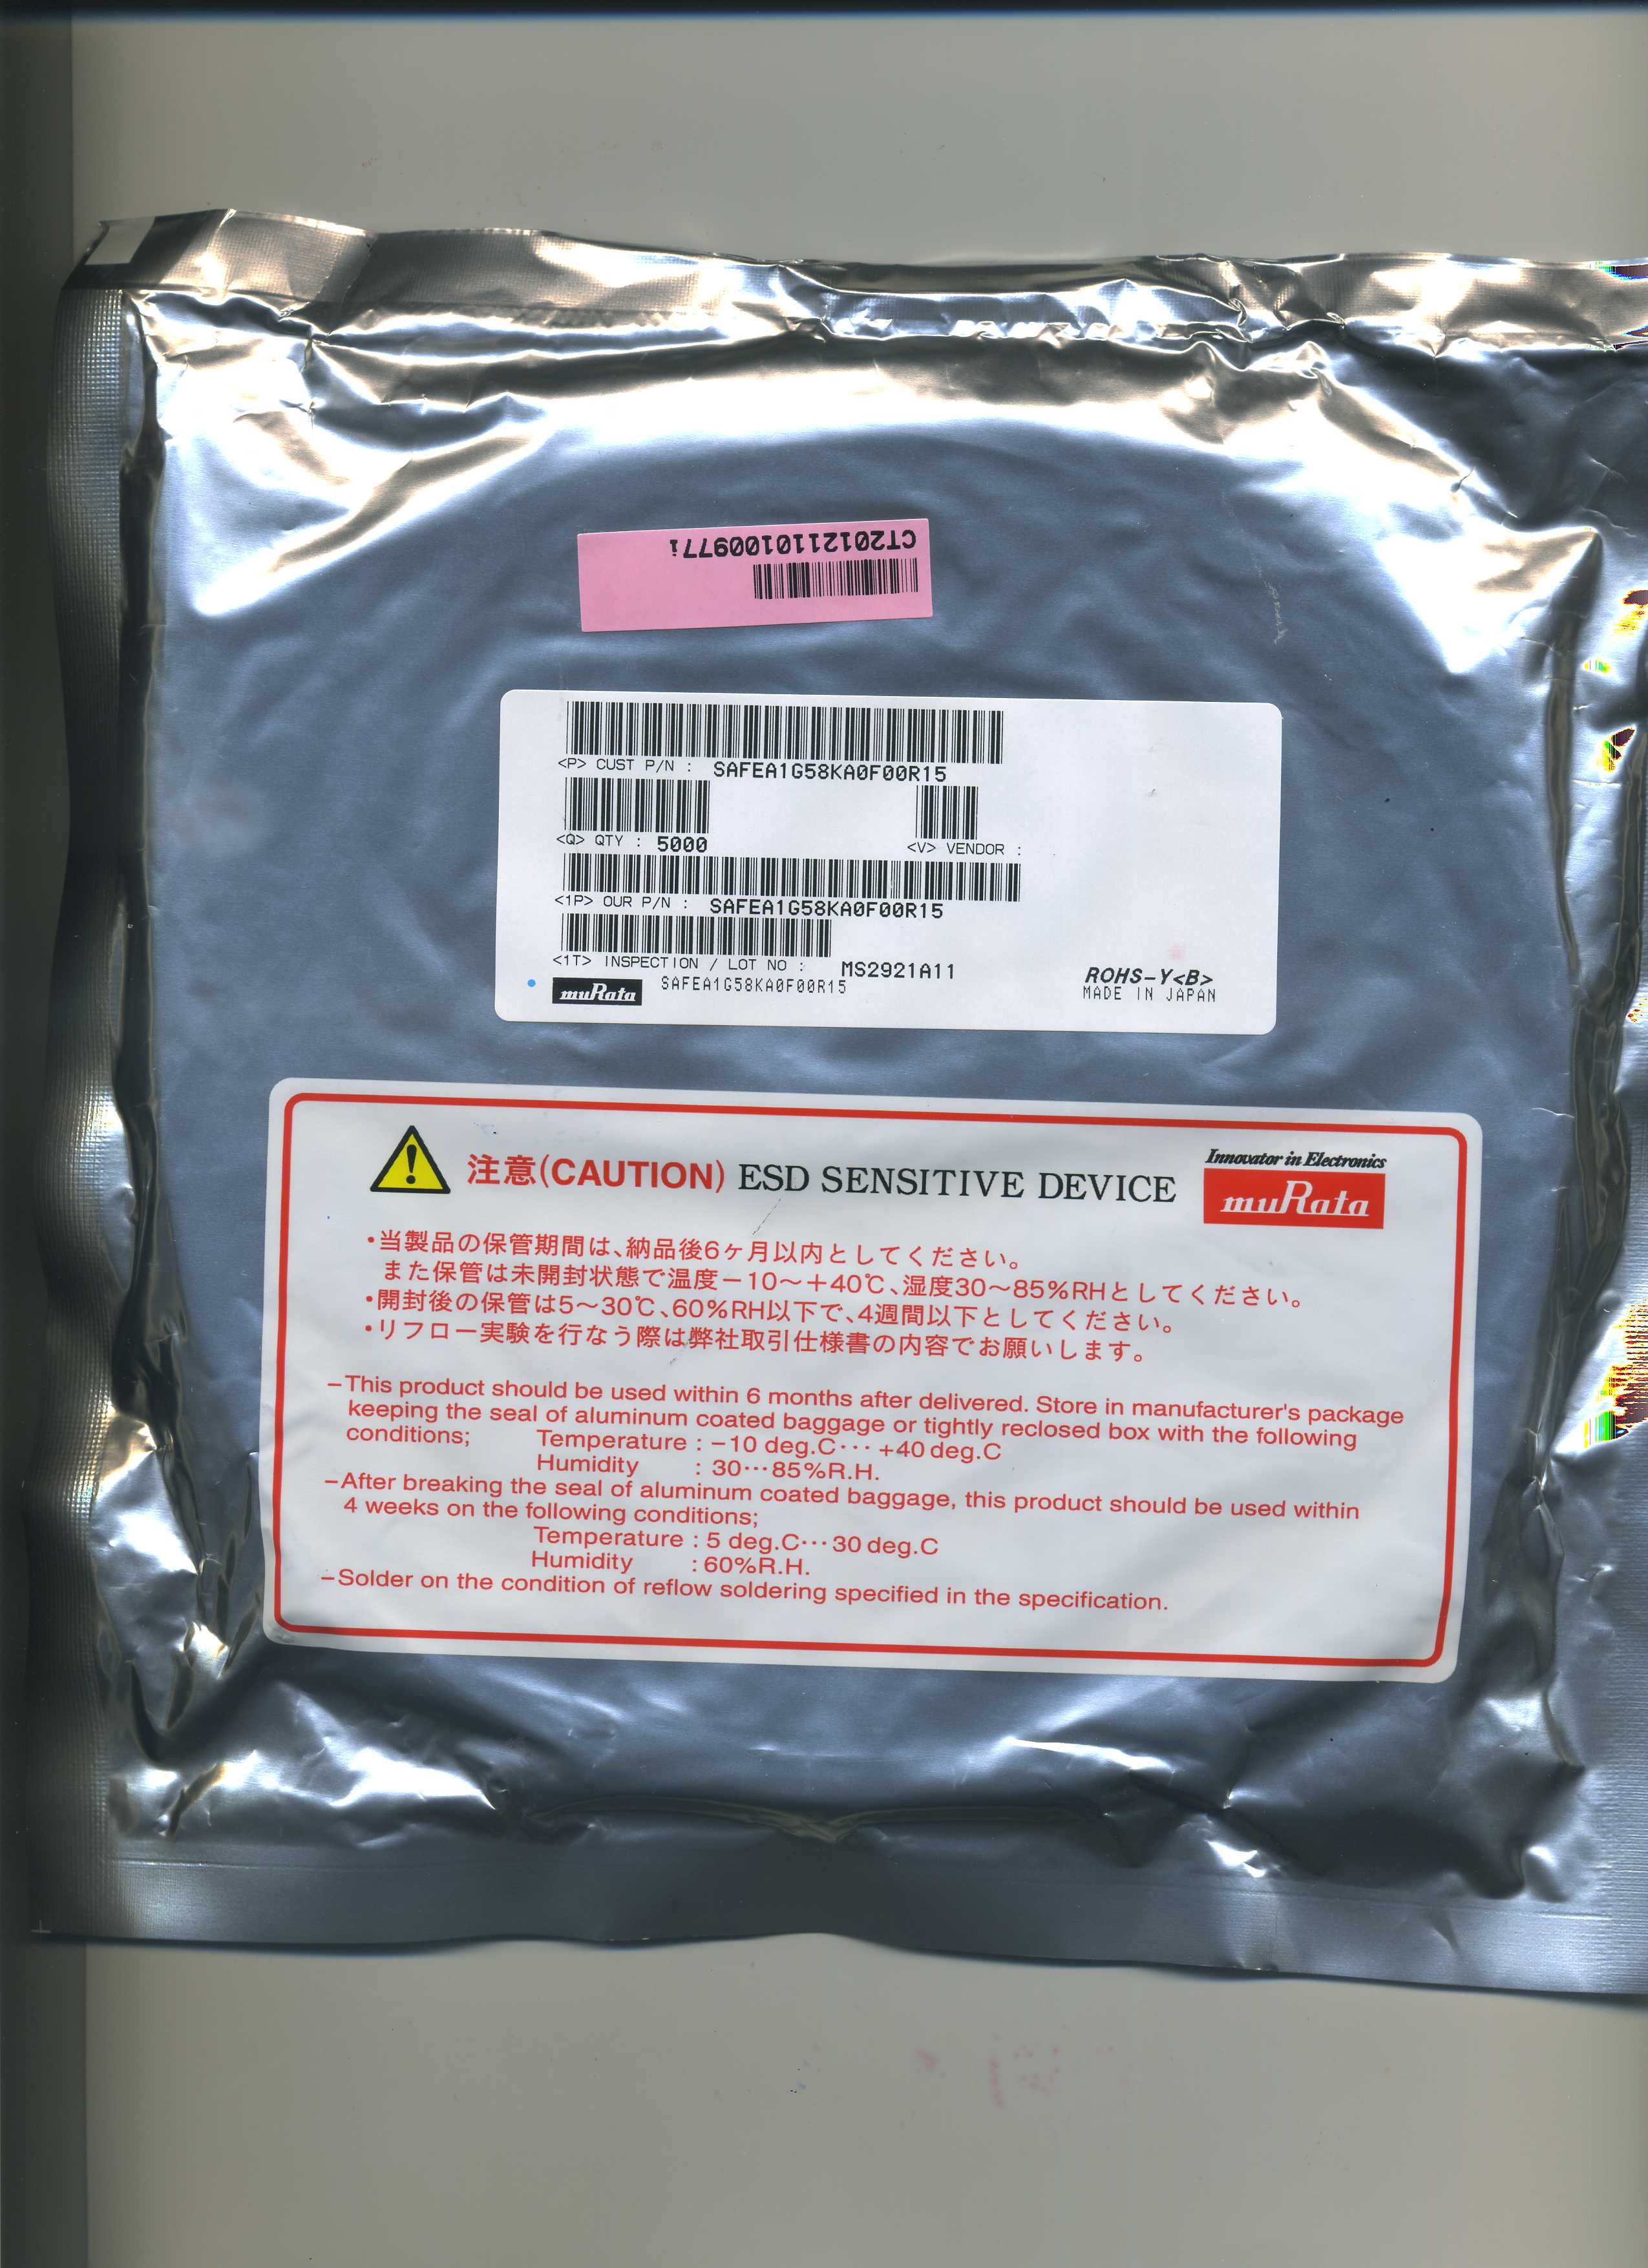 CT20121101009771
<P> CUST P/N : SAFEA1G58KA0F00R15
<Q> QTY : 5000
<V> VENDOR :
<1P> OUR P/N : SAFEA1G58KA0F00R15
<1T> INSPECTION / LOT NO : MS2921A11
muRata SAFEA1G58KA0F00R15
ROHS-Y<B>
MADE IN JAPAN
注意(CAUTION) ESD SENSITIVE DEVICE
Innovator in Electronics
muRata
・当製品の保管期間は、納品後6ヶ月以内としてください。
また保管は未開封状態で温度−10〜+40℃、湿度30〜85%RHとしてください。
・開封後の保管は5〜30℃、60%RH以下で、4週間以下としてください。
・リフロー実験を行なう際は弊社取引仕様書の内容でお願いします。
−This product should be used within 6 months after delivered. Store in manufacturer's package
keeping the seal of aluminum coated baggage or tightly reclosed box with the following
conditions; Temperature : −10 deg.C··· +40 deg.C
Humidity : 30···85%R.H.
−After breaking the seal of aluminum coated baggage, this product should be used within
4 weeks on the following conditions;
Temperature : 5 deg.C···30 deg.C
Humidity : 60%R.H.
−Solder on the condition of reflow soldering specified in the specification.